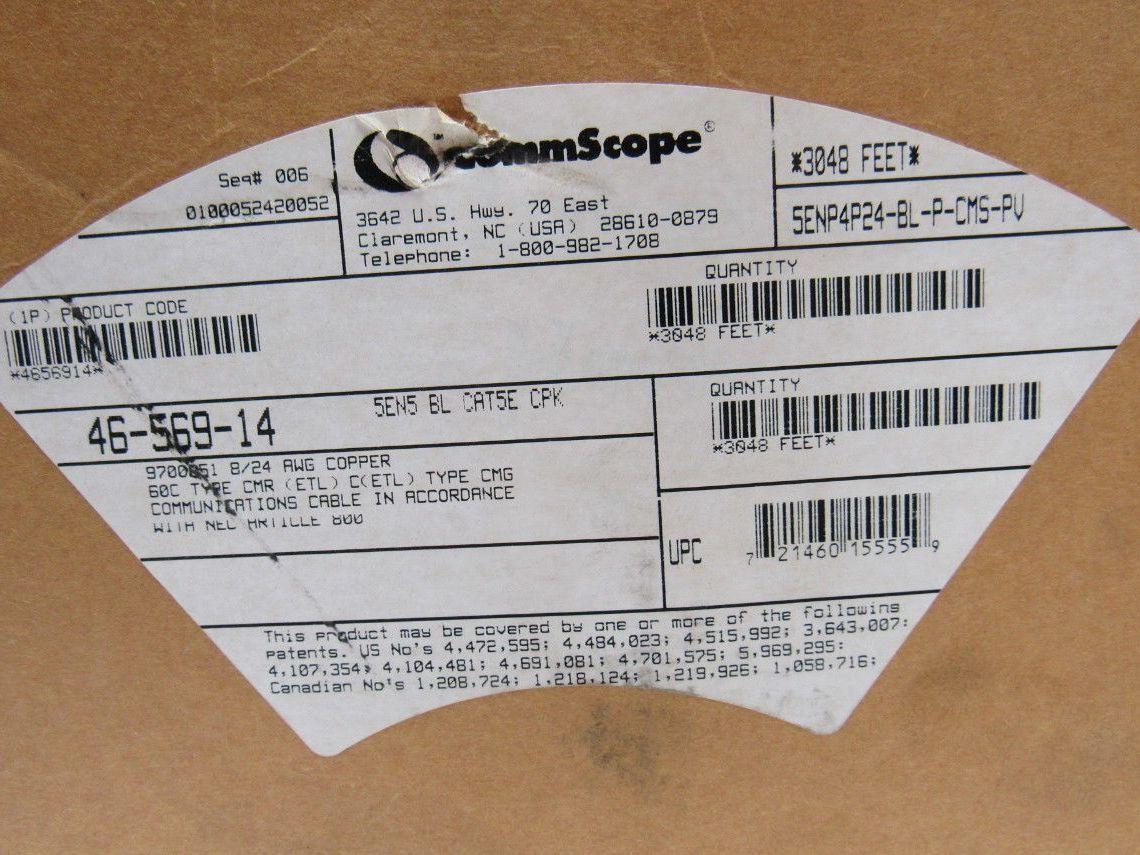 Seq# 006
0100052420052
CommScope®
3642 U.S. Hwy. 70 East
Claremont, NC (USA) 28610-0879
Telephone: 1-800-982-1708
*3048 FEET*
5ENP4P24-BL-P-CMS-PV
(1P) PRODUCT CODE
*4656914*
QUANTITY
*3048 FEET*
46-569-14
5EN5 BL CAT5E CPK
QUANTITY
*3048 FEET*
9700051 8/24 AWG COPPER
60C TYPE CMR (ETL) C(ETL) TYPE CMG
COMMUNICATIONS CABLE IN ACCORDANCE
WITH NEC ARTICLE 800
UPC
7 21460 15555 9
This product may be covered by one or more of the following
patents. US No's 4,472,595; 4,484,023; 4,515,992; 3,643,007:
4,107,354; 4,104,481; 4,691,081; 4,701,575; 5,969,295:
Canadian No's 1,208,724; 1,218,124; 1,219,926; 1,058,716: